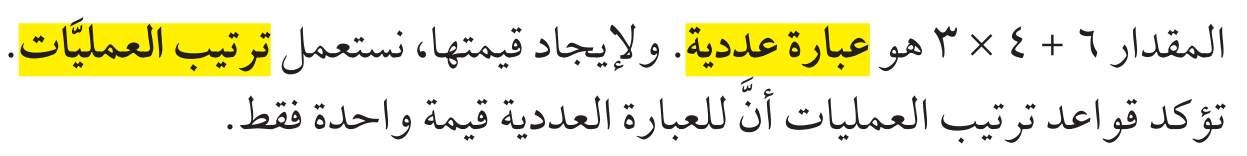 المقدار ٦ + ٤ × ٣ هو عبارة عددية. ولإيجاد قيمتها، نستعمل ترتيب العمليَّات.
تؤكد قواعد ترتيب العمليات أنَّ للعبارة العددية قيمة واحدة فقط.